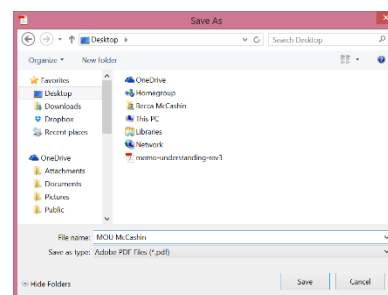 Save As
Desktop
Search Desktop
Organize
New folder
Favorites
Desktop
Downloads
Dropbox
Recent places
OneDrive
Attachments
Documents
Pictures
Public
OneDrive
Homegroup
Becca McCashin
This PC
Libraries
Network
memo-understanding-rev3
File name: MOU McCashin
Save as type: Adobe PDF Files (*.pdf)
Hide Folders
Save
Cancel